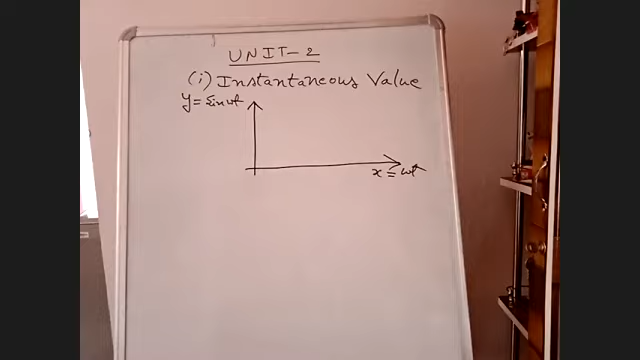 UNIT-2
(i) Instantaneous Value
y = sin wt
x = wt